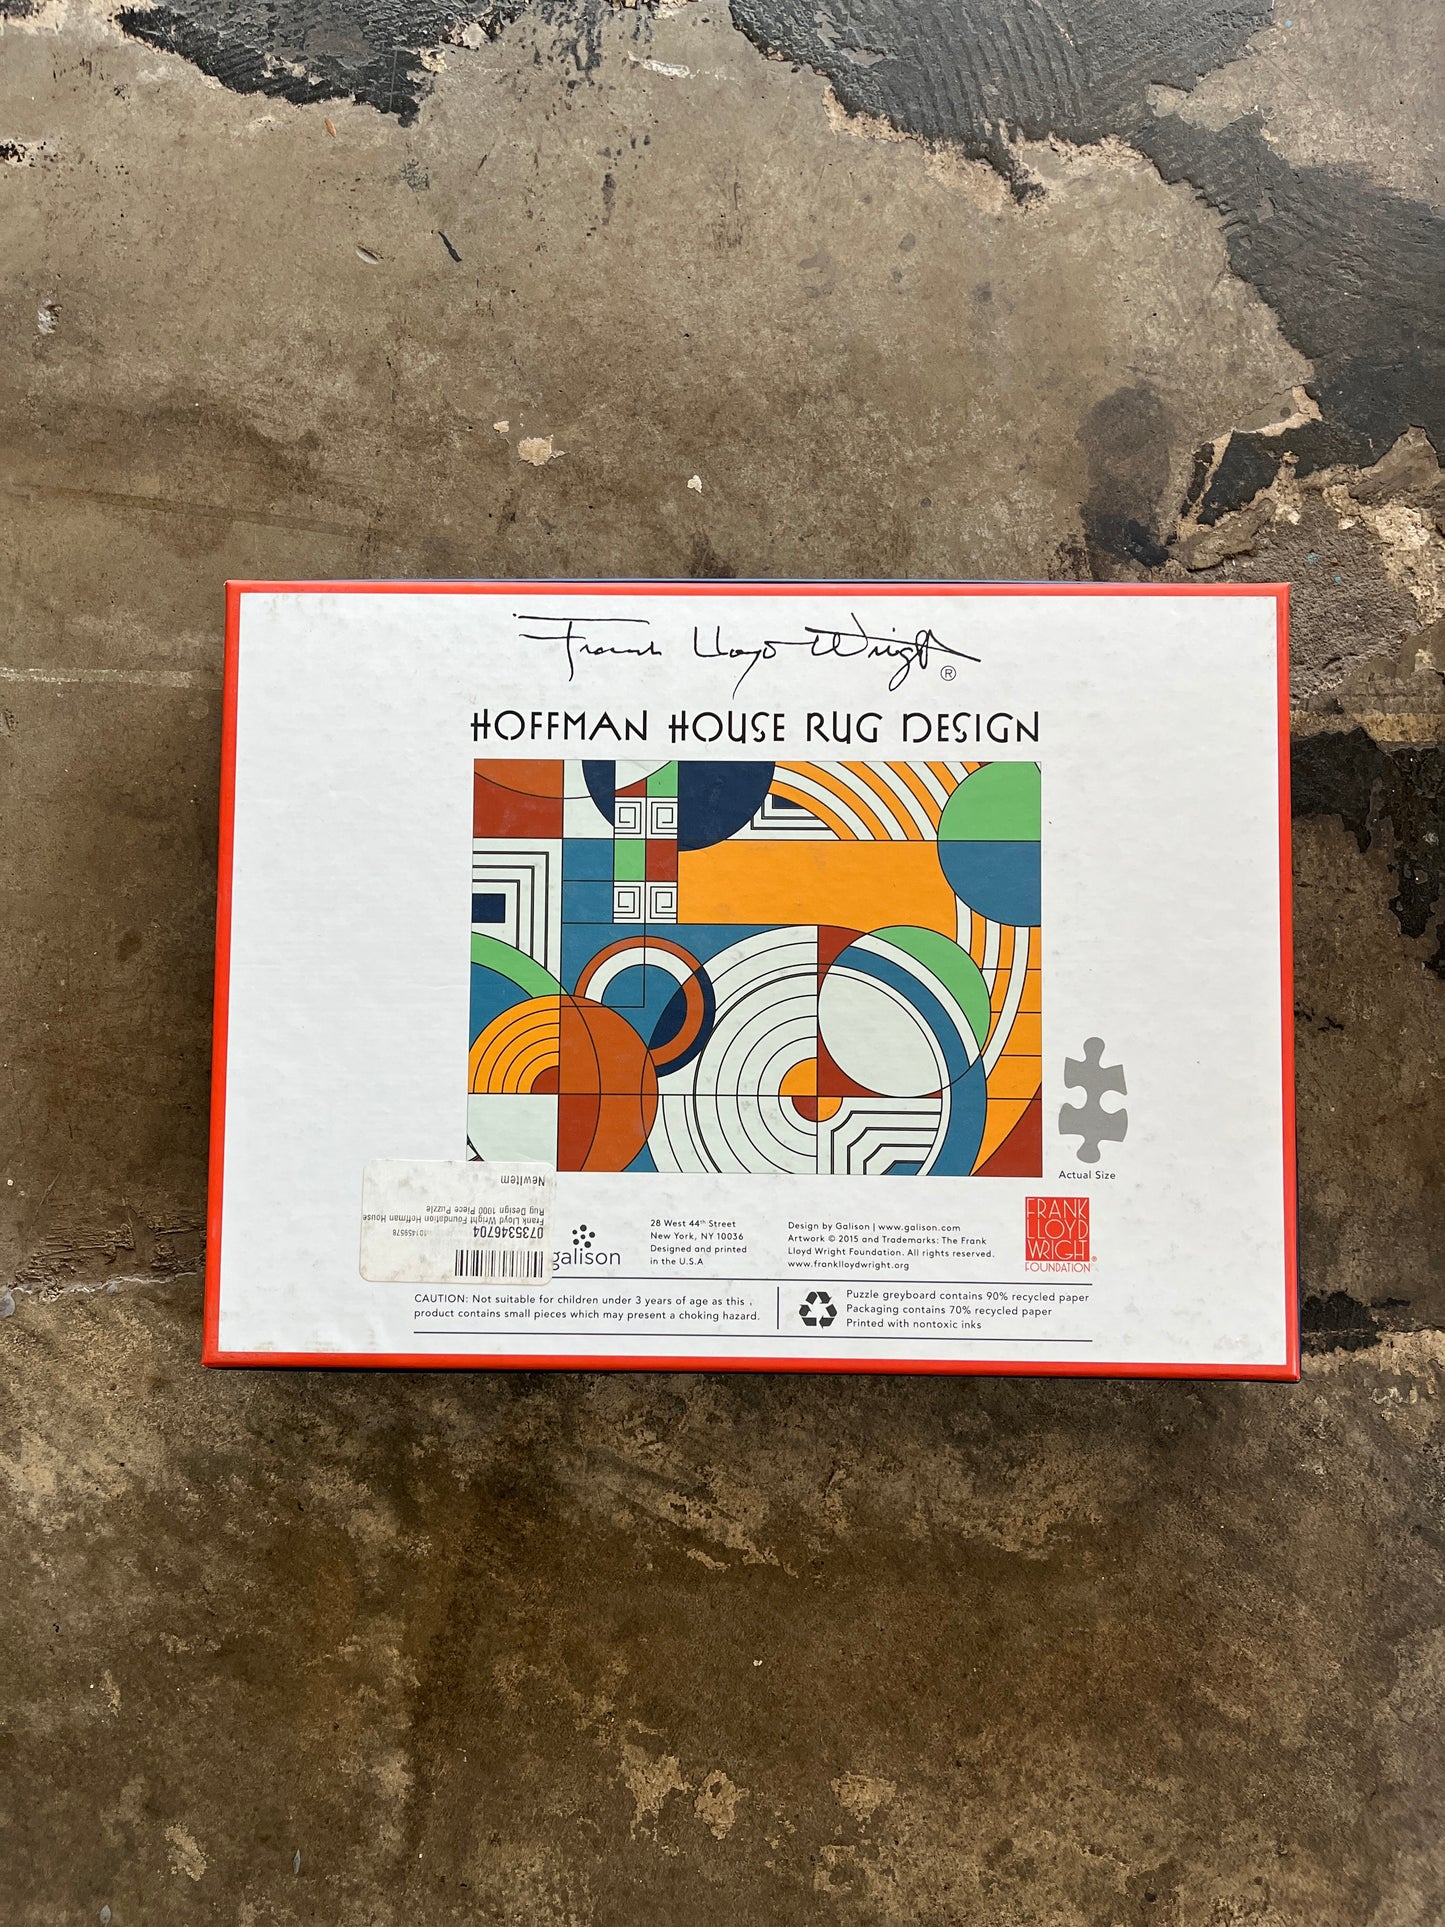 Frank Lloyd Wright ®
HOFFMAN HOUSE RUG DESIGN
Actual Size
NewItem
Frank Lloyd Wright Foundation Hoffman House
Rug Design 1000 Piece Puzzle
0735346704
101459578
galison
28 West 44th Street
New York, NY 10036
Designed and printed
in the U.S.A
Design by Galison | www.galison.com
Artwork © 2015 and Trademarks: The Frank
Lloyd Wright Foundation. All rights reserved.
www.franklloydwright.org
FRANK
LLOYD
WRIGHT
FOUNDATION®
CAUTION: Not suitable for children under 3 years of age as this
product contains small pieces which may present a choking hazard.
Puzzle greyboard contains 90% recycled paper
Packaging contains 70% recycled paper
Printed with nontoxic inks